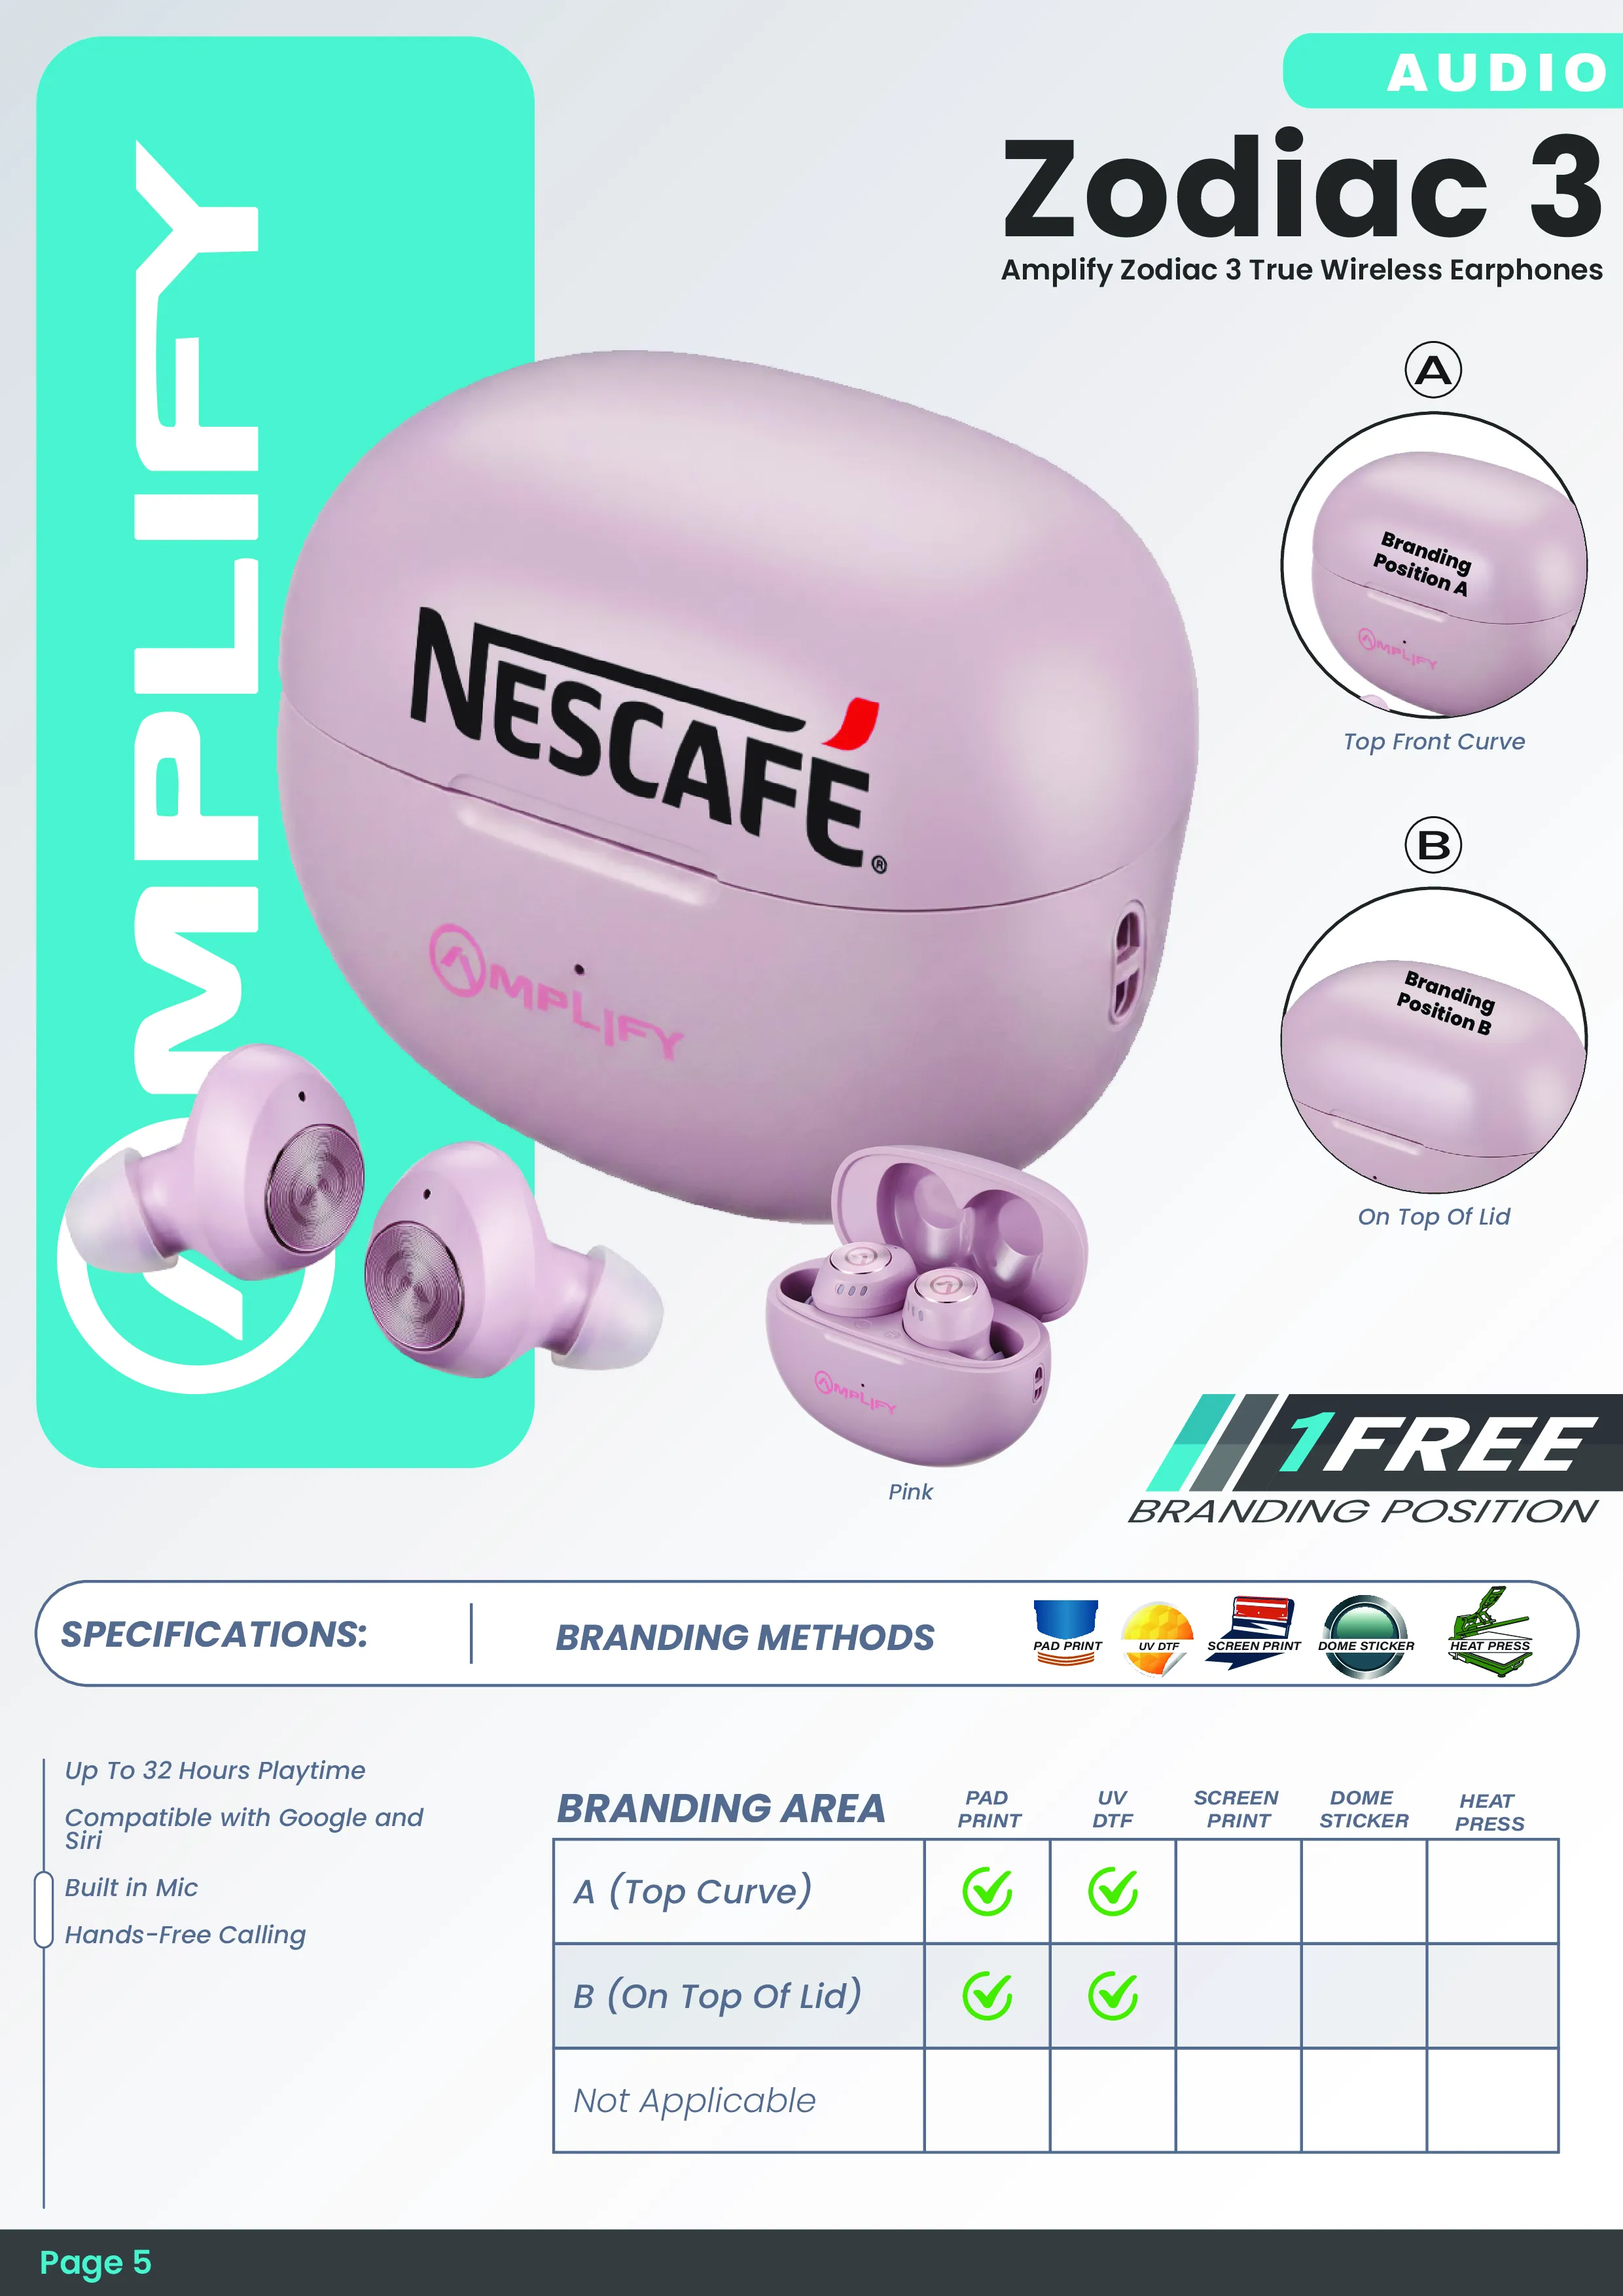 AUDIO
Zodiac 3
Amplify Zodiac 3 True Wireless Earphones
AMPLIFY
A
Branding
Position A
AMPLIFY
Top Front Curve
NESCAFÉ®
AMPLIFY
B
Branding
Position B
On Top Of Lid
AMPLIFY
Pink
1FREE
BRANDING POSITION
SPECIFICATIONS:
BRANDING METHODS
PAD PRINT
UV DTF
SCREEN PRINT
DOME STICKER
HEAT PRESS
Up To 32 Hours Playtime
Compatible with Google and
Siri
Built in Mic
Hands-Free Calling
BRANDING AREA
PAD
PRINT
UV
DTF
SCREEN
PRINT
DOME
STICKER
HEAT
PRESS
A (Top Curve)
B (On Top Of Lid)
Not Applicable
Page 5